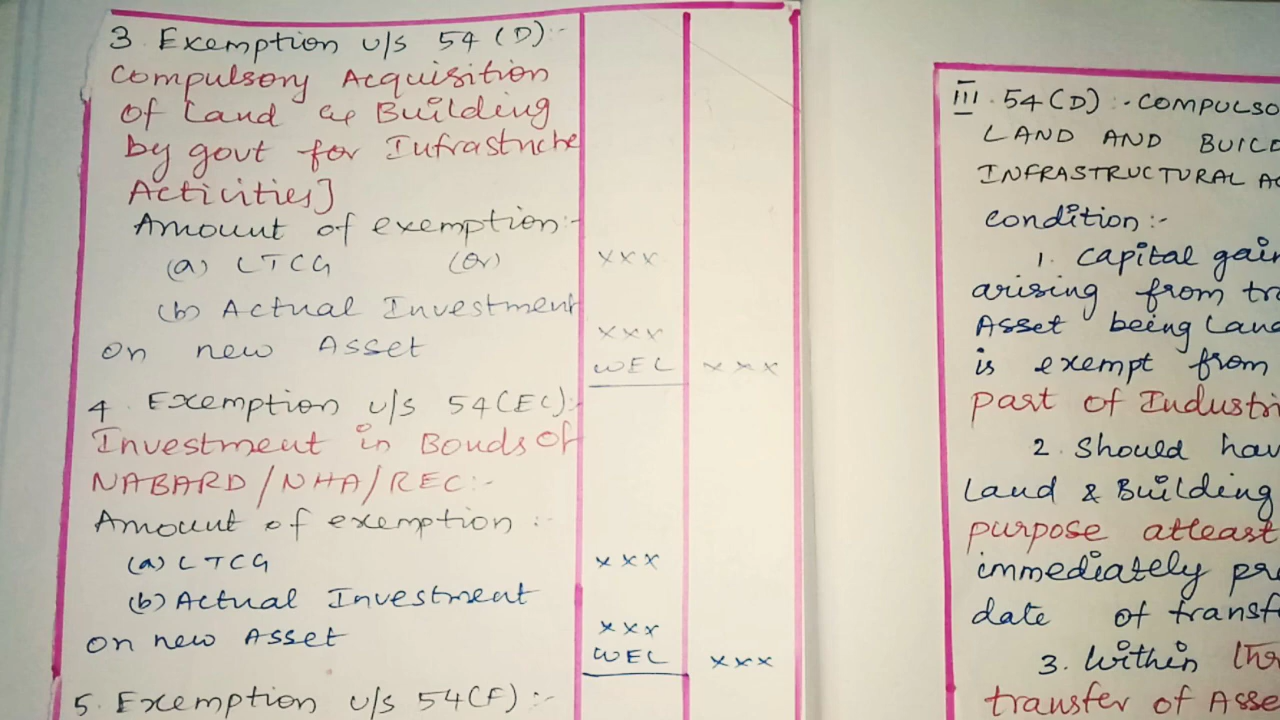 3. Exemption u/s 54 (D):-
Compulsory Acquisition
of Land & Building
by govt for Infrastructure
Activities]
Amount of exemption:-
(a) LTCG (or) xxx
(b) Actual Investment
on new Asset xxx
WEL xxx
4. Exemption u/s 54(EC):-
Investment in Bonds of
NABARD/NHA/REC:-
Amount of exemption :-
(a) LTCG xxx
(b) Actual Investment
on new Asset xxx
WEL xxx
5. Exemption u/s 54(F) :-
III. 54(D) :- COMPULSO
LAND AND BUILD
INFRASTRUCTURAL AC
Condition:-
1. Capital gain
arising from tra
Asset being Land
is exempt from
part of Industri
2. Should hav
Land & Building
purpose atleast
immediately pre
date of transf
3. Within thr
transfer of Asse